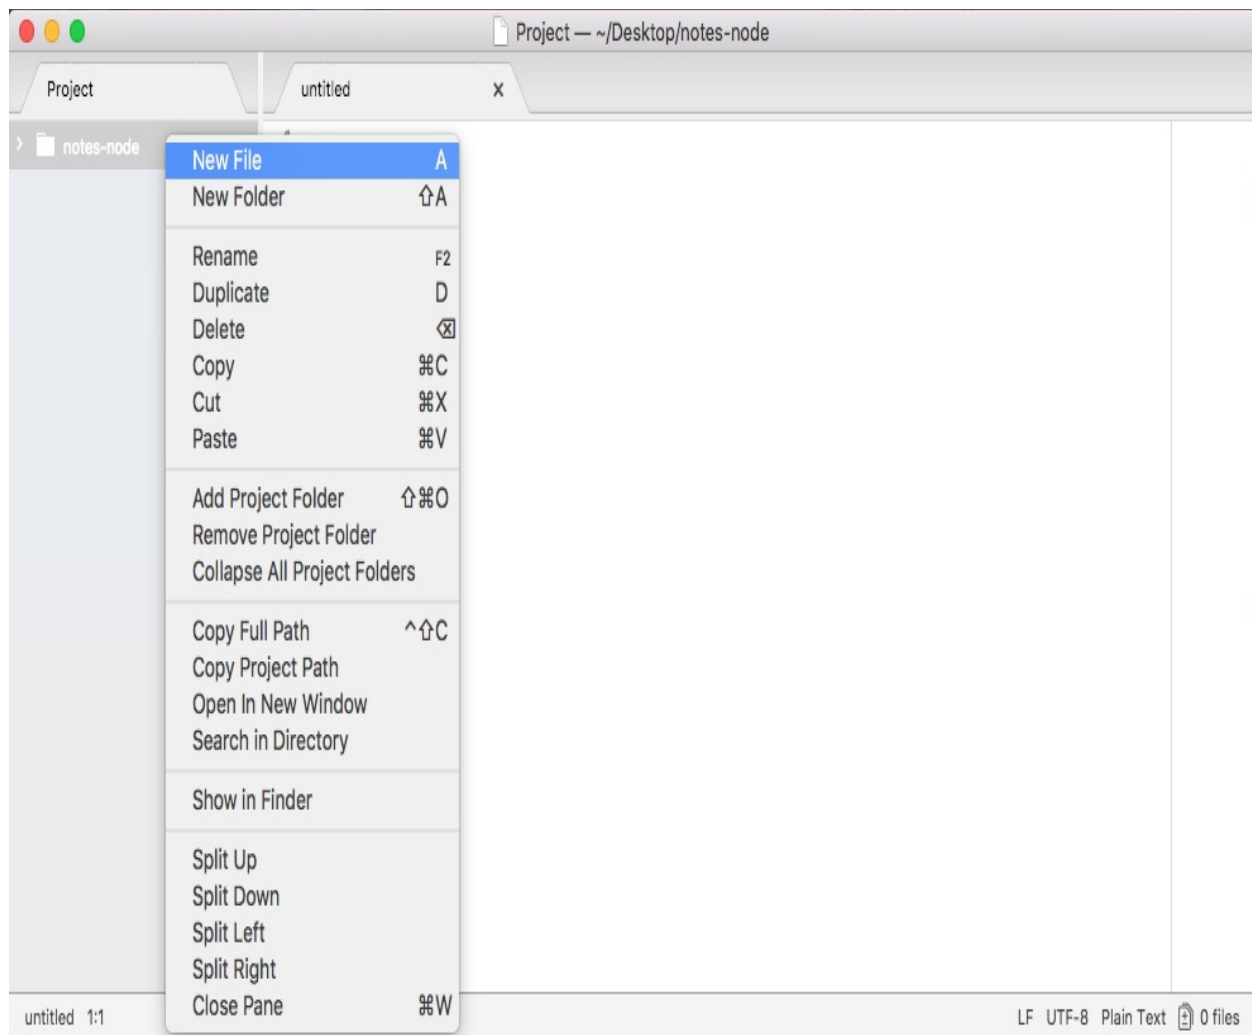 Project — ~/Desktop/notes-node
Project
untitled x
notes-node
New File A
New Folder ⇧A
Rename F2
Duplicate D
Delete ⌫
Copy ⌘C
Cut ⌘X
Paste ⌘V
Add Project Folder ⇧⌘O
Remove Project Folder
Collapse All Project Folders
Copy Full Path ^⇧C
Copy Project Path
Open In New Window
Search in Directory
Show in Finder
Split Up
Split Down
Split Left
Split Right
Close Pane ⌘W
untitled 1:1 LF UTF-8 Plain Text 0 files